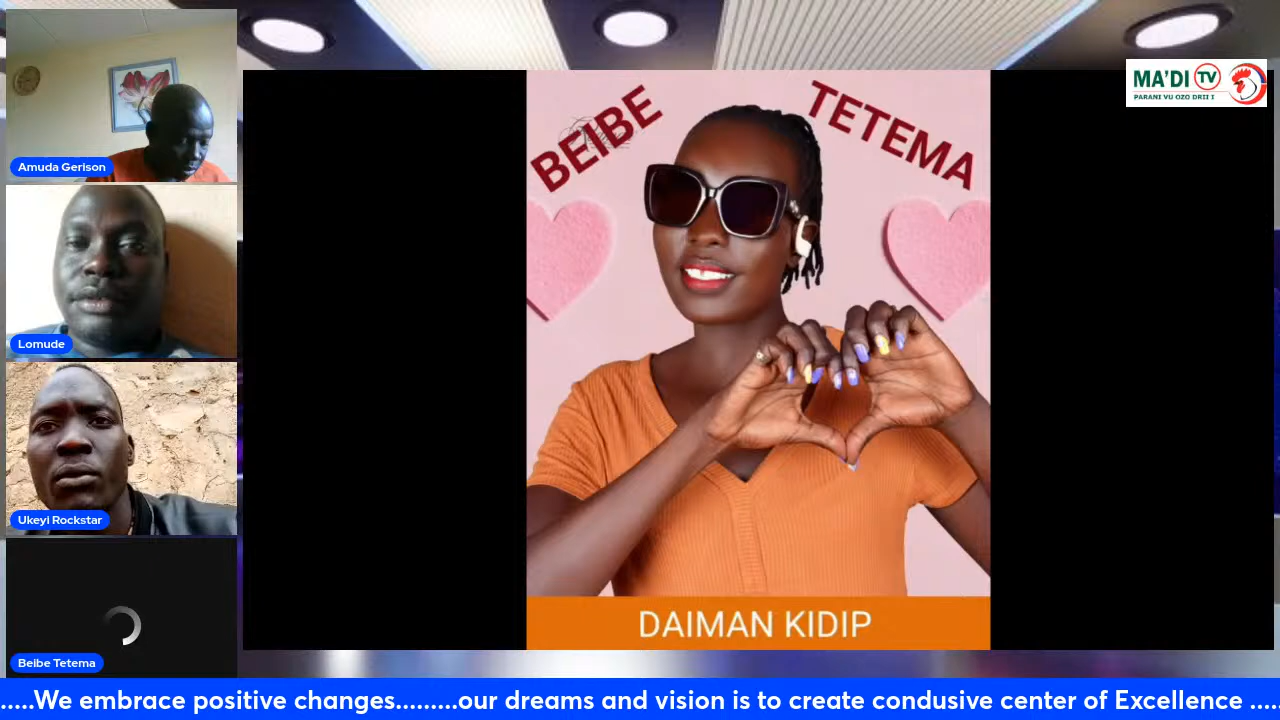 Amuda Gerison
Lomude
Ukeyi Rockstar
Beibe Tetema
BEIBE
TETEMA
DAIMAN KIDIP
MA'DI TV
PARANI VU OZO DRII I
.....We embrace positive changes.........our dreams and vision is to create condusive center of Excellence .....